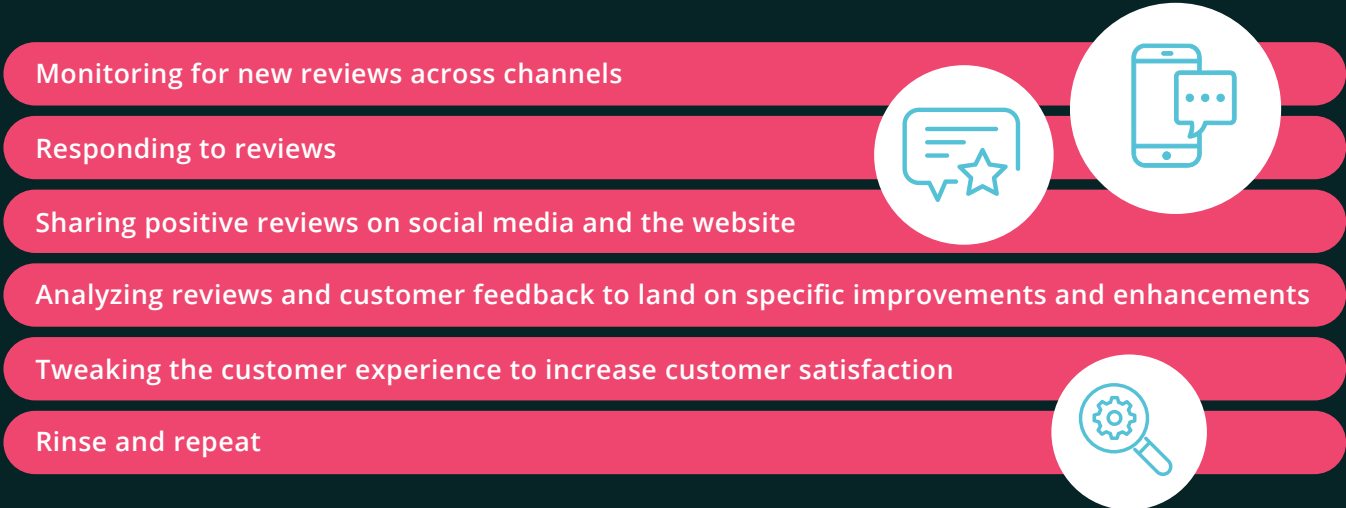 Monitoring for new reviews across channels
Responding to reviews
Sharing positive reviews on social media and the website
Analyzing reviews and customer feedback to land on specific improvements and enhancements
Tweaking the customer experience to increase customer satisfaction
Rinse and repeat